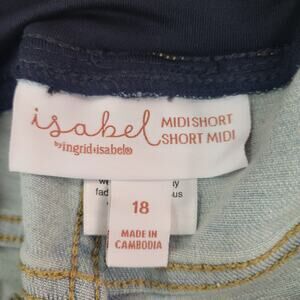 isabel
by ingrid+isabel®
MIDI SHORT
SHORT MIDI
18
MADE IN
CAMBODIA